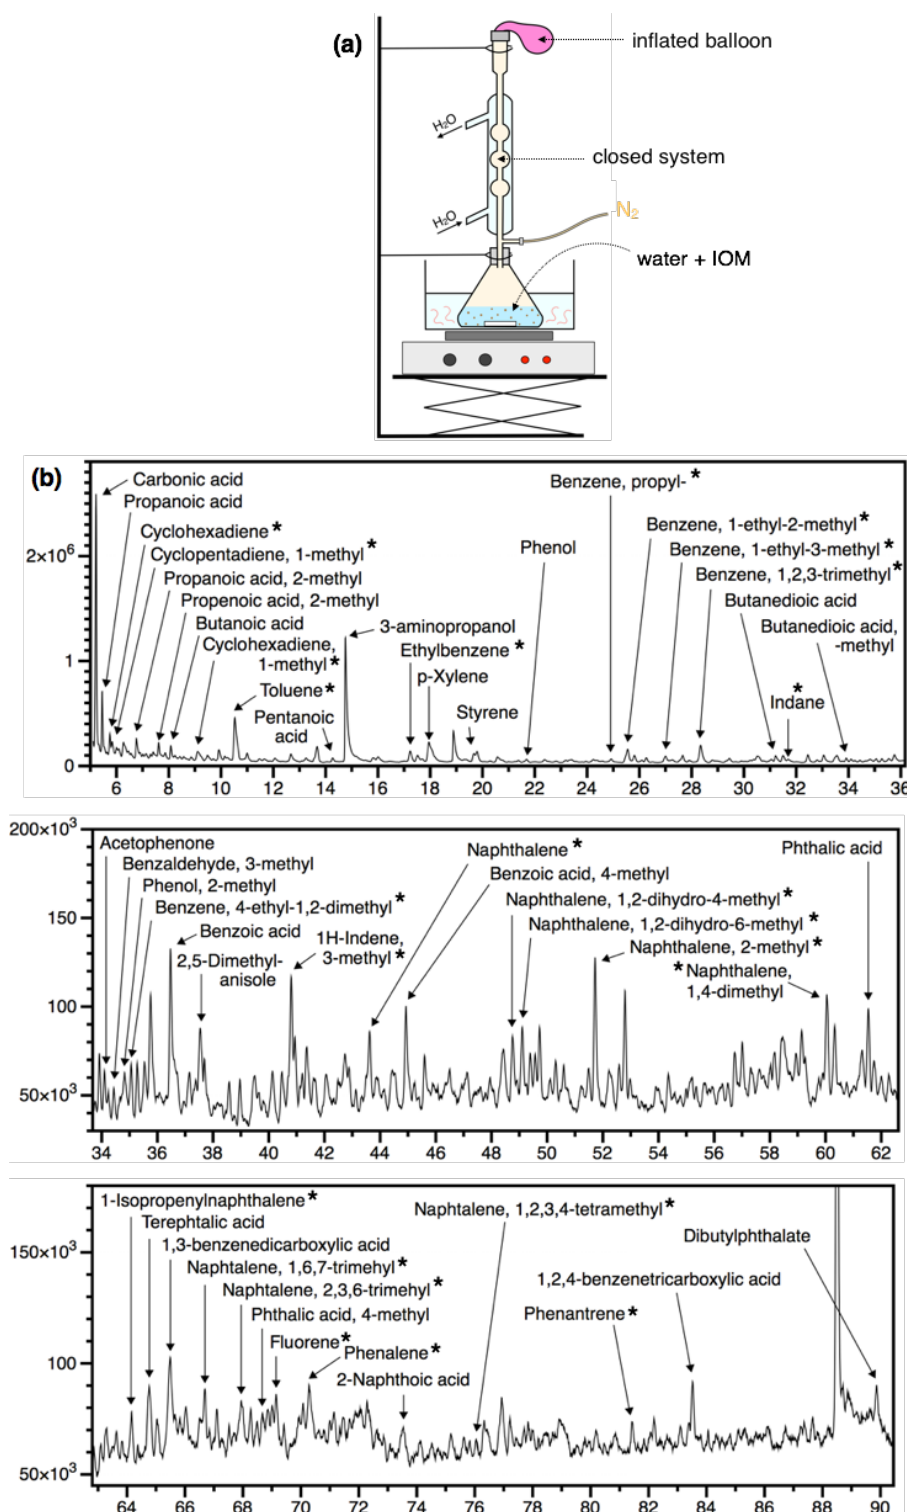 (a)
inflated balloon
H₂O
closed system
H₂O
N₂
water + IOM
(b)
Carbonic acid
Propanoic acid
Cyclohexadiene *
Cyclopentadiene, 1-methyl *
Propanoic acid, 2-methyl
Propenoic acid, 2-methyl
Butanoic acid
Cyclohexadiene,
1-methyl *
Toluene *
Pentanoic
acid
3-aminopropanol
Ethylbenzene *
p-Xylene
Styrene
Phenol
Benzene, propyl- *
Benzene, 1-ethyl-2-methyl *
Benzene, 1-ethyl-3-methyl *
Benzene, 1,2,3-trimethyl *
Butanedioic acid
Butanedioic acid,
-methyl
*
Indane
2×10⁶
1
0
6 8 10 12 14 16 18 20 22 24 26 28 30 32 34 36
200×10³
150
100
50×10³
Acetophenone
Benzaldehyde, 3-methyl
Phenol, 2-methyl
Benzene, 4-ethyl-1,2-dimethyl *
Benzoic acid
2,5-Dimethyl-
anisole
1H-Indene,
3-methyl *
Naphthalene *
Benzoic acid, 4-methyl
Naphthalene, 1,2-dihydro-4-methyl *
Naphthalene, 1,2-dihydro-6-methyl *
Naphthalene, 2-methyl *
* Naphthalene,
1,4-dimethyl
Phthalic acid
34 36 38 40 42 44 46 48 50 52 54 56 58 60 62
150×10³
100
50×10³
1-Isopropenylnaphthalene *
Terephtalic acid
1,3-benzenedicarboxylic acid
Naphtalene, 1,6,7-trimehyl *
Naphtalene, 2,3,6-trimehyl *
Phthalic acid, 4-methyl
Fluorene *
Phenalene *
2-Naphthoic acid
Naphtalene, 1,2,3,4-tetramethyl *
Phenantrene *
1,2,4-benzenetricarboxylic acid
Dibutylphthalate
64 66 68 70 72 74 76 78 80 82 84 86 88 90